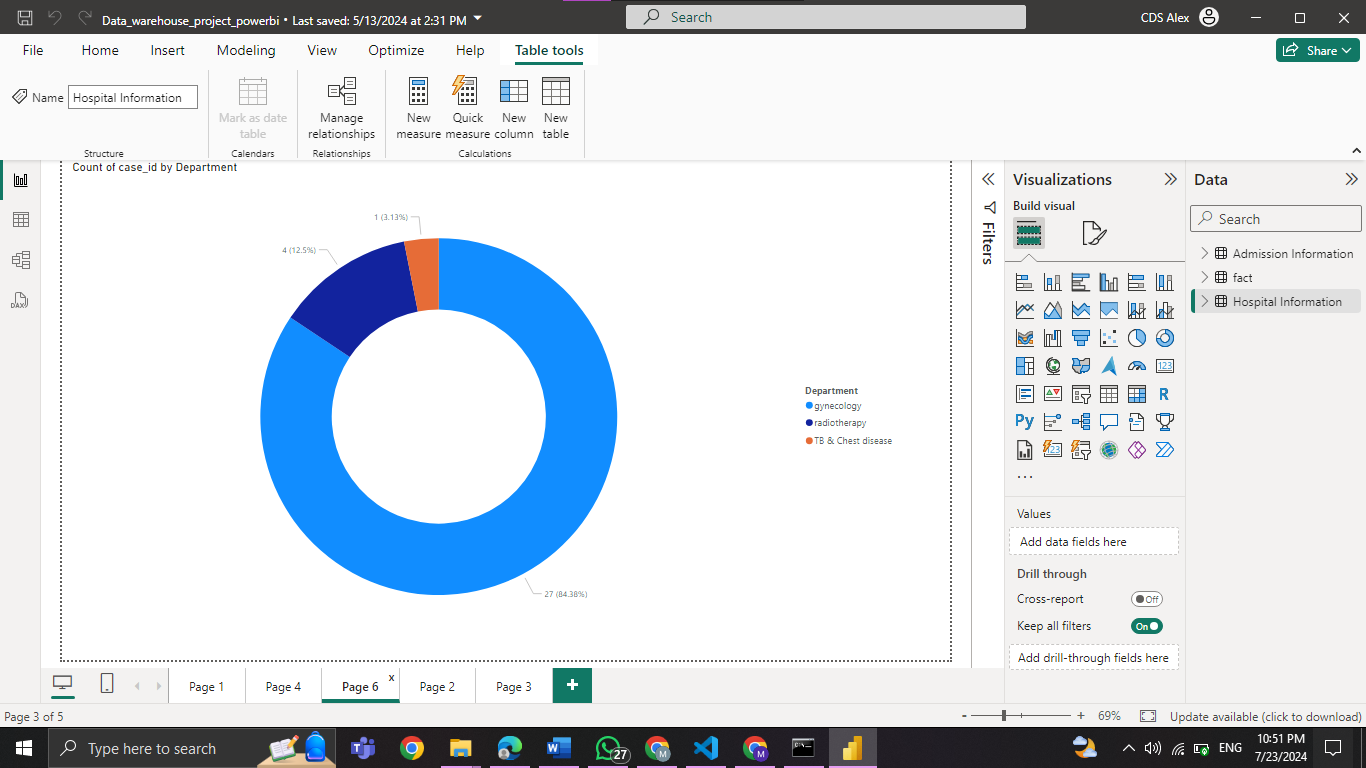 Data_warehouse_project_powerbi • Last saved: 5/13/2024 at 2:31 PM
Search
CDS Alex
File Home Insert Modeling View Optimize Help Table tools
Share
Name Hospital Information
Mark as date table
Manage relationships
New measure
Quick measure
New column
New table
Structure Calendars Relationships Calculations
Count of case_id by Department
1 (3.13%)
4 (12.5%)
27 (84.38%)
Department
gynecology
radiotherapy
TB & Chest disease
Filters
Visualizations
Build visual
123
R
Py
123
...
Values
Add data fields here
Drill through
Cross-report Off
Keep all filters On
Add drill-through fields here
Data
Search
Admission Information
fact
Hospital Information
DAX
Page 1 Page 4 Page 6 x Page 2 Page 3 +
Page 3 of 5
- + 69% Update available (click to download)
Type here to search
27
M
M
ENG
10:51 PM
7/23/2024